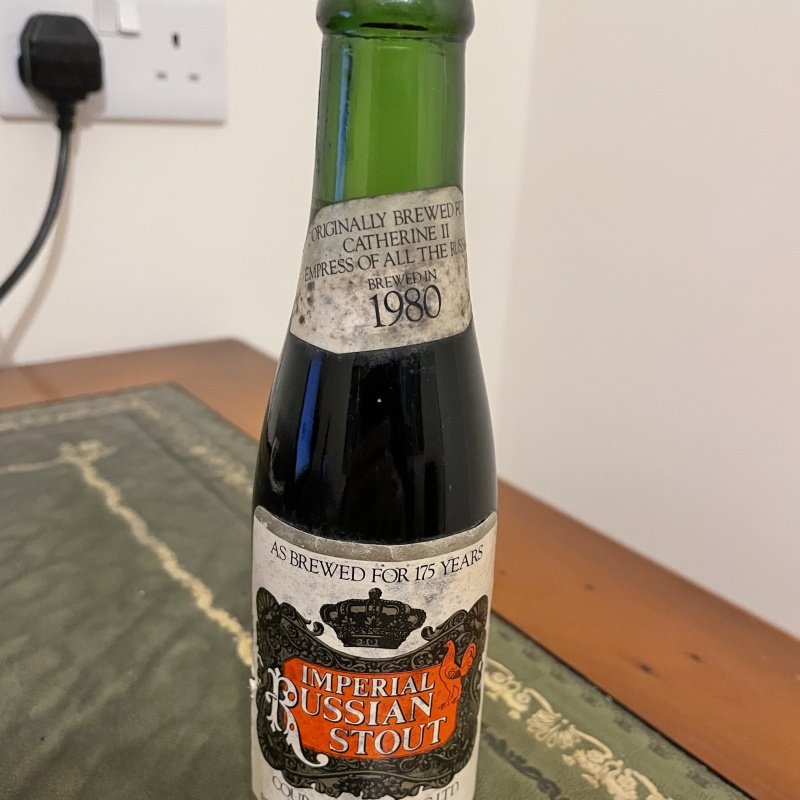 ORIGINALLY BREWED
CATHERINE II
EMPRESS OF ALL THE
BREWED IN
1980
AS BREWED FOR 175 YEARS
IMPERIAL
RUSSIAN
STOUT
LTD.